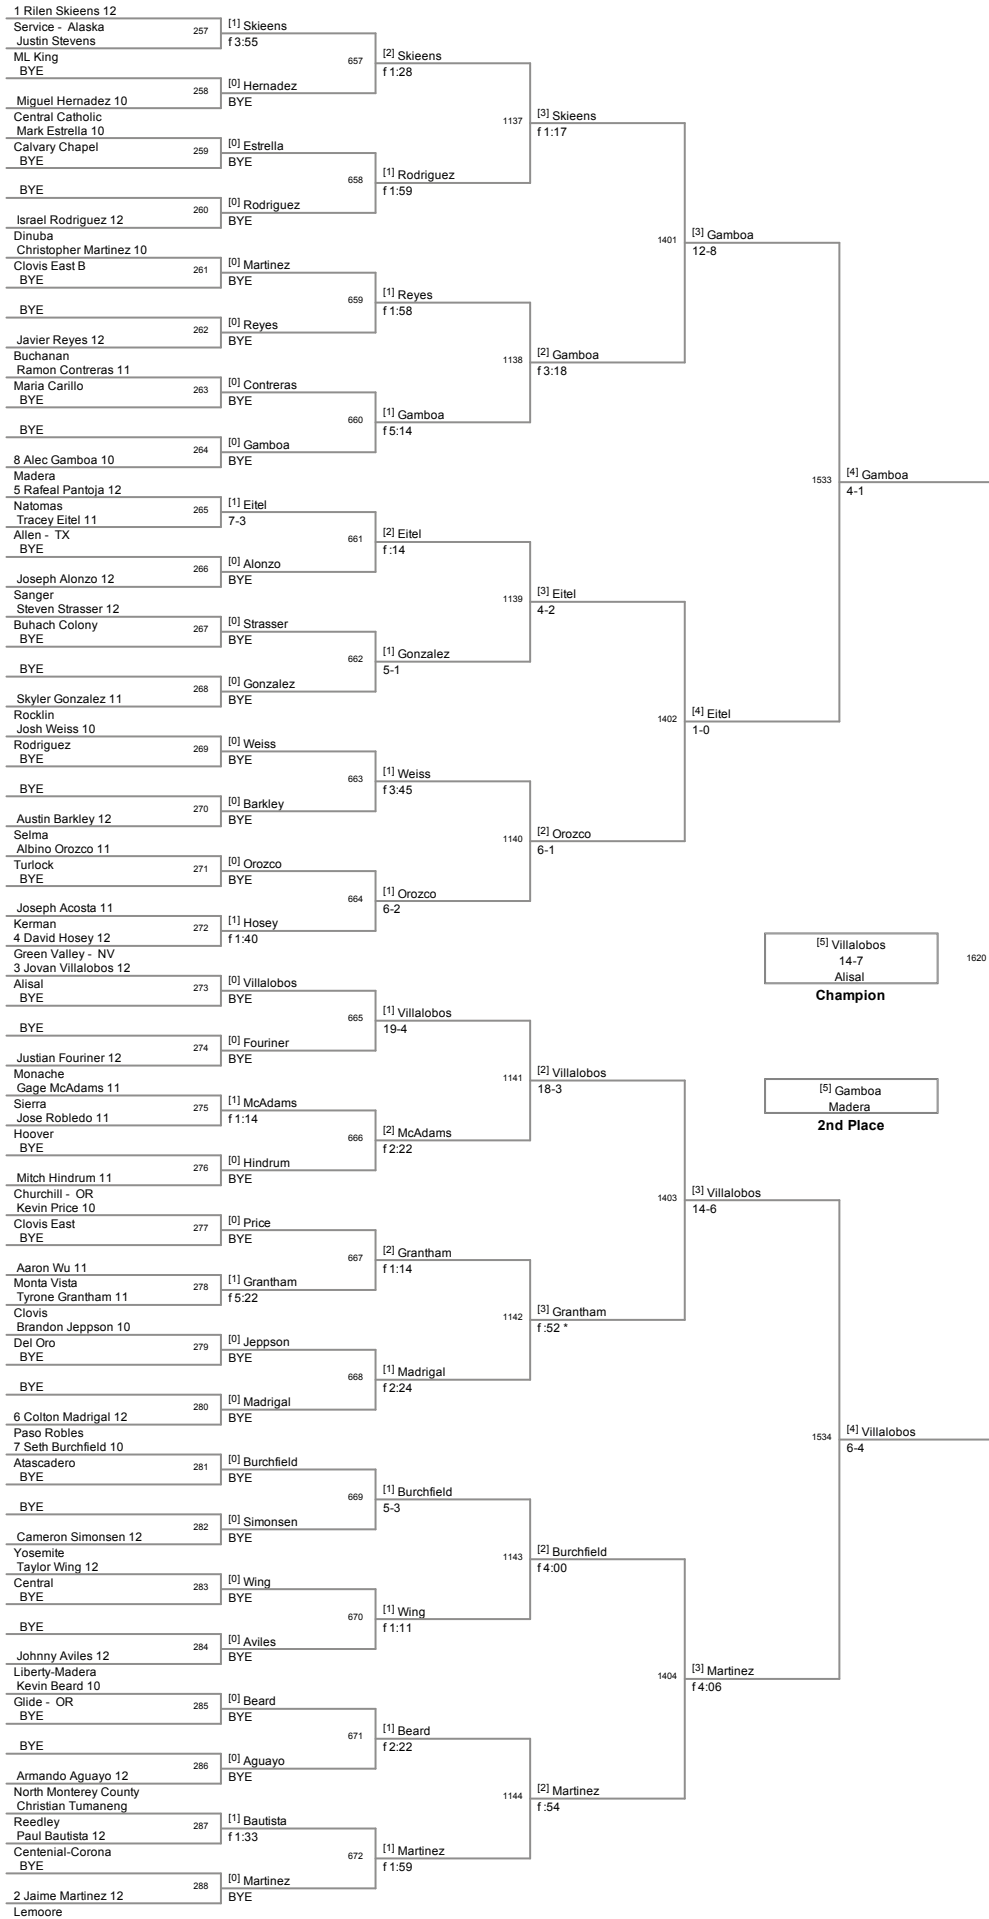 1 Rilen Skieens 12
Service - Alaska
Justin Stevens
ML King
BYE
Miguel Hernadez 10
Central Catholic
Mark Estrella 10
Calvary Chapel
BYE
BYE
Israel Rodriguez 12
Dinuba
Christopher Martinez 10
Clovis East B
BYE
BYE
Javier Reyes 12
Buchanan
Ramon Contreras 11
Maria Carillo
BYE
BYE
8 Alec Gamboa 10
Madera
5 Rafeal Pantoja 12
Natomas
Tracey Eitel 11
Allen - TX
BYE
Joseph Alonzo 12
Sanger
Steven Strasser 12
Buhach Colony
BYE
BYE
Skyler Gonzalez 11
Rocklin
Josh Weiss 10
Rodriguez
BYE
BYE
Austin Barkley 12
Selma
Albino Orozco 11
Turlock
BYE
Joseph Acosta 11
Kerman
4 David Hosey 12
Green Valley - NV
3 Jovan Villalobos 12
Alisal
BYE
BYE
Justian Fouriner 12
Monache
Gage McAdams 11
Sierra
Jose Robledo 11
Hoover
BYE
Mitch Hindrum 11
Churchill - OR
Kevin Price 10
Clovis East
BYE
Aaron Wu 11
Monta Vista
Tyrone Grantham 11
Clovis
Brandon Jeppson 10
Del Oro
BYE
BYE
6 Colton Madrigal 12
Paso Robles
7 Seth Burchfield 10
Atascadero
BYE
BYE
Cameron Simonsen 12
Yosemite
Taylor Wing 12
Central
BYE
BYE
Johnny Aviles 12
Liberty-Madera
Kevin Beard 10
Glide - OR
BYE
BYE
Armando Aguayo 12
North Monterey County
Christian Tumaneng
Reedley
Paul Bautista 12
Centenial-Corona
BYE
2 Jaime Martinez 12
Lemoore
257
[1] Skieens
f 3:55
258
[0] Hernadez
BYE
259
[0] Estrella
BYE
260
[0] Rodriguez
BYE
261
[0] Martinez
BYE
262
[0] Reyes
BYE
263
[0] Contreras
BYE
264
[0] Gamboa
BYE
265
[1] Eitel
7-3
266
[0] Alonzo
BYE
267
[0] Strasser
BYE
268
[0] Gonzalez
BYE
269
[0] Weiss
BYE
270
[0] Barkley
BYE
271
[0] Orozco
BYE
272
[1] Hosey
f 1:40
273
[0] Villalobos
BYE
274
[0] Fouriner
BYE
275
[1] McAdams
f 1:14
276
[0] Hindrum
BYE
277
[0] Price
BYE
278
[1] Grantham
f 5:22
279
[0] Jeppson
BYE
280
[0] Madrigal
BYE
281
[0] Burchfield
BYE
282
[0] Simonsen
BYE
283
[0] Wing
BYE
284
[0] Aviles
BYE
285
[0] Beard
BYE
286
[0] Aguayo
BYE
287
[1] Bautista
f 1:33
288
[0] Martinez
BYE
657
[2] Skieens
f 1:28
658
[1] Rodriguez
f 1:59
659
[1] Reyes
f 1:58
660
[1] Gamboa
f 5:14
661
[2] Eitel
f :14
662
[1] Gonzalez
5-1
663
[1] Weiss
f 3:45
664
[1] Orozco
6-2
665
[1] Villalobos
19-4
666
[2] McAdams
f 2:22
667
[2] Grantham
f 1:14
668
[1] Madrigal
f 2:24
669
[1] Burchfield
5-3
670
[1] Wing
f 1:11
671
[1] Beard
f 2:22
672
[1] Martinez
f 1:59
1137
[3] Skieens
f 1:17
1138
[2] Gamboa
f 3:18
1139
[3] Eitel
4-2
1140
[2] Orozco
6-1
1141
[2] Villalobos
18-3
1142
[3] Grantham
f :52 *
1143
[2] Burchfield
f 4:00
1144
[2] Martinez
f :54
1401
[3] Gamboa
12-8
1402
[4] Eitel
1-0
1403
[3] Villalobos
14-6
1404
[3] Martinez
f 4:06
1533
[4] Gamboa
4-1
1534
[4] Villalobos
6-4
[5] Villalobos
14-7
Alisal
Champion
1620
[5] Gamboa
Madera
2nd Place